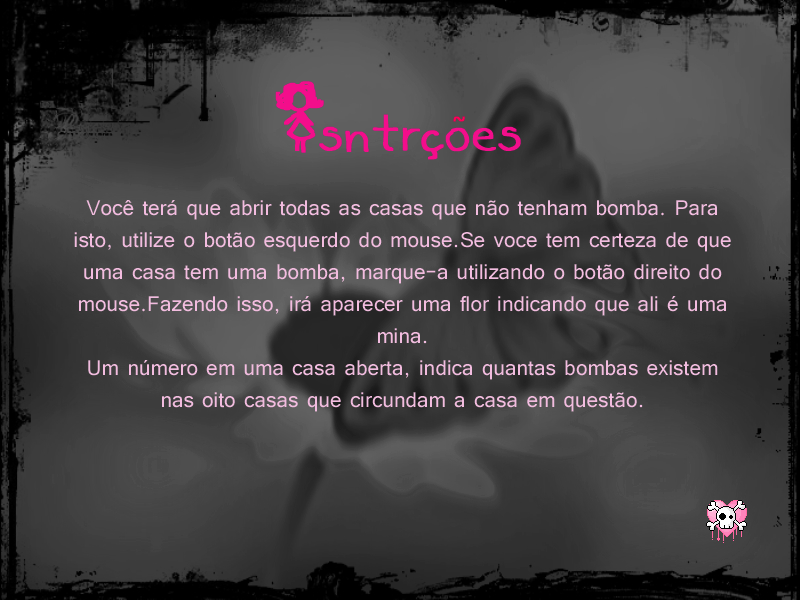 Isntrções
Você terá que abrir todas as casas que não tenham bomba. Para
isto, utilize o botão esquerdo do mouse.Se voce tem certeza de que
uma casa tem uma bomba, marque-a utilizando o botão direito do
mouse.Fazendo isso, irá aparecer uma flor indicando que ali é uma
mina.
Um número em uma casa aberta, indica quantas bombas existem
nas oito casas que circundam a casa em questão.